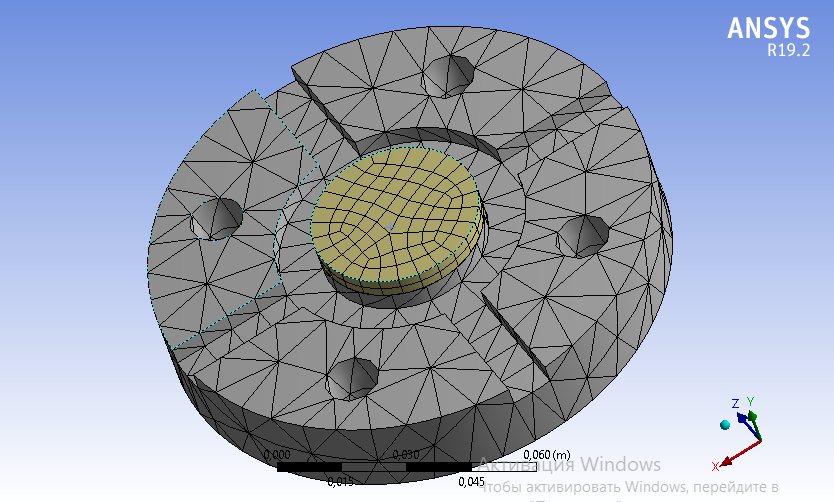 ANSYS
R19.2
Z Y
X
0,000 0,030 0,060 (m)
0,015 0,045
Активация Windows
Чтобы активировать Windows, перейдите в